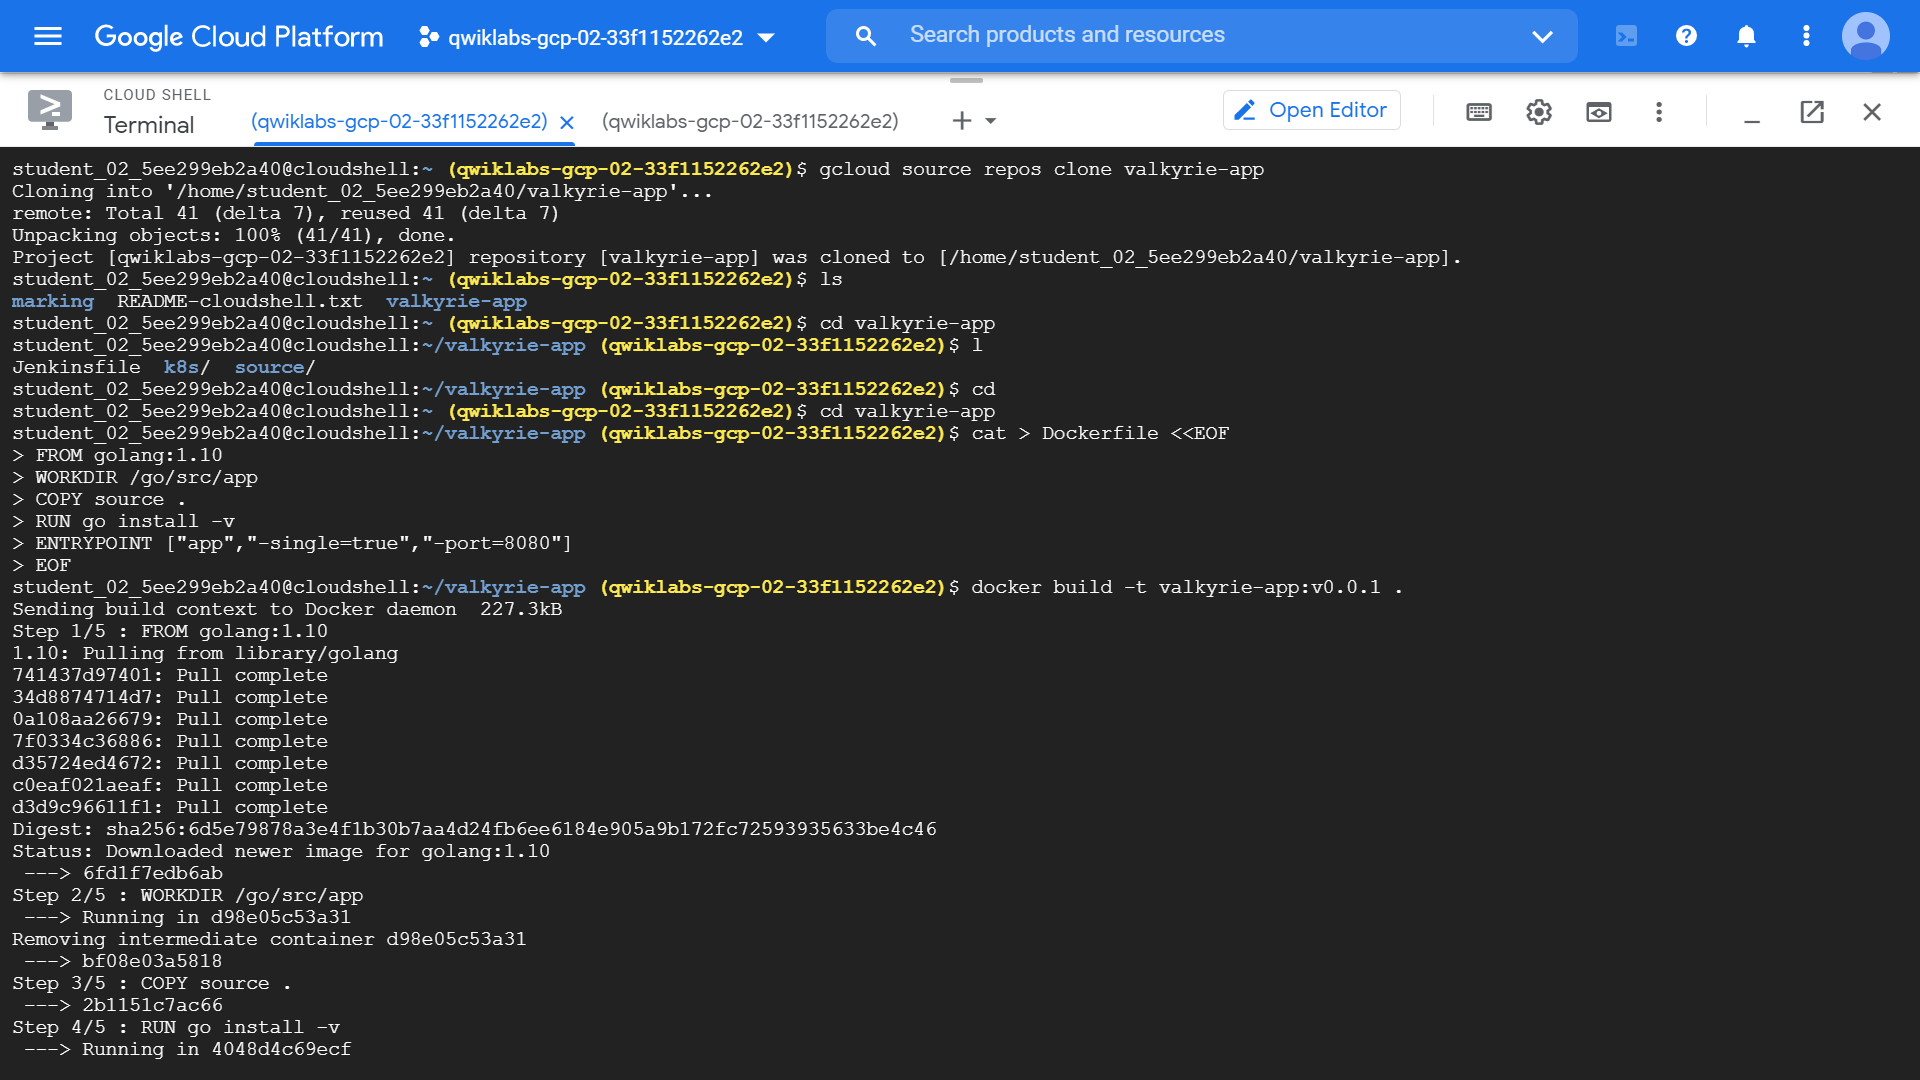 Google Cloud Platform qwiklabs-gcp-02-33f1152262e2 Search products and resources
CLOUD SHELL
Terminal (qwiklabs-gcp-02-33f1152262e2) (qwiklabs-gcp-02-33f1152262e2) Open Editor
student_02_5ee299eb2a40@cloudshell:~ (qwiklabs-gcp-02-33f1152262e2)$ gcloud source repos clone valkyrie-app
Cloning into '/home/student_02_5ee299eb2a40/valkyrie-app'...
remote: Total 41 (delta 7), reused 41 (delta 7)
Unpacking objects: 100% (41/41), done.
Project [qwiklabs-gcp-02-33f1152262e2] repository [valkyrie-app] was cloned to [/home/student_02_5ee299eb2a40/valkyrie-app].
student_02_5ee299eb2a40@cloudshell:~ (qwiklabs-gcp-02-33f1152262e2)$ ls
marking README-cloudshell.txt valkyrie-app
student_02_5ee299eb2a40@cloudshell:~ (qwiklabs-gcp-02-33f1152262e2)$ cd valkyrie-app
student_02_5ee299eb2a40@cloudshell:~/valkyrie-app (qwiklabs-gcp-02-33f1152262e2)$ l
Jenkinsfile k8s/ source/
student_02_5ee299eb2a40@cloudshell:~/valkyrie-app (qwiklabs-gcp-02-33f1152262e2)$ cd
student_02_5ee299eb2a40@cloudshell:~ (qwiklabs-gcp-02-33f1152262e2)$ cd valkyrie-app
student_02_5ee299eb2a40@cloudshell:~/valkyrie-app (qwiklabs-gcp-02-33f1152262e2)$ cat > Dockerfile <<EOF
> FROM golang:1.10
> WORKDIR /go/src/app
> COPY source .
> RUN go install -v
> ENTRYPOINT ["app","-single=true","-port=8080"]
> EOF
student_02_5ee299eb2a40@cloudshell:~/valkyrie-app (qwiklabs-gcp-02-33f1152262e2)$ docker build -t valkyrie-app:v0.0.1 .
Sending build context to Docker daemon 227.3kB
Step 1/5 : FROM golang:1.10
1.10: Pulling from library/golang
741437d97401: Pull complete
34d8874714d7: Pull complete
0a108aa26679: Pull complete
7f0334c36886: Pull complete
d35724ed4672: Pull complete
c0eaf021aeaf: Pull complete
d3d9c96611f1: Pull complete
Digest: sha256:6d5e79878a3e4f1b30b7aa4d24fb6ee6184e905a9b172fc72593935633be4c46
Status: Downloaded newer image for golang:1.10
---> 6fd1f7edb6ab
Step 2/5 : WORKDIR /go/src/app
---> Running in d98e05c53a31
Removing intermediate container d98e05c53a31
---> bf08e03a5818
Step 3/5 : COPY source .
---> 2b1151c7ac66
Step 4/5 : RUN go install -v
---> Running in 4048d4c69ecf